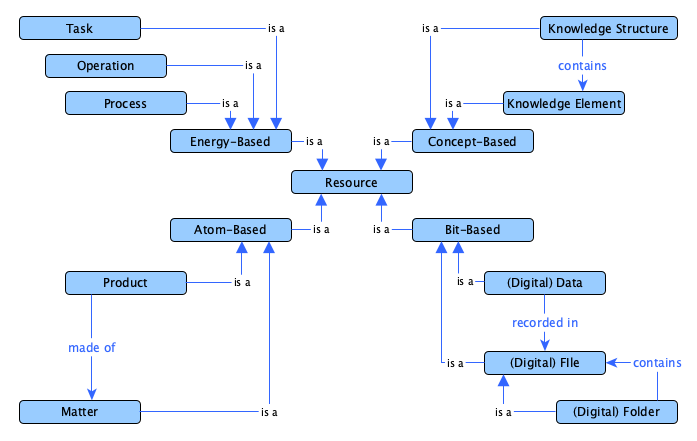 Task
is a
Knowledge Structure
is a
Operation
is a
contains
Process
is a
Knowledge Element
is a
Energy-Based
is a
Concept-Based
is a
Resource
Atom-Based
is a
Bit-Based
is a
Product
is a
(Digital) Data
is a
recorded in
made of
(Digital) FIle
is a
contains
Matter
is a
(Digital) Folder
is a